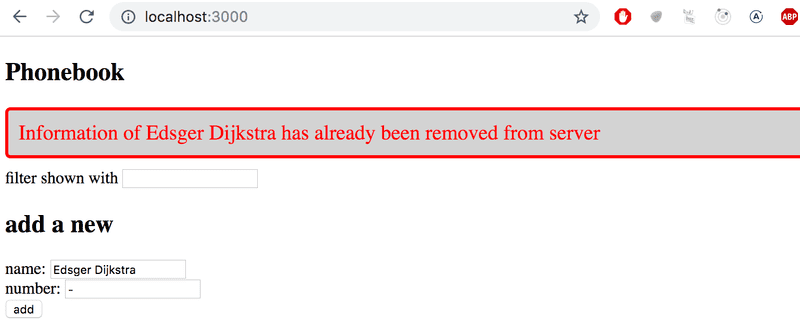 localhost:3000
ABP
Phonebook
Information of Edsger Dijkstra has already been removed from server
filter shown with
add a new
name: Edsger Dijkstra
number: -
add